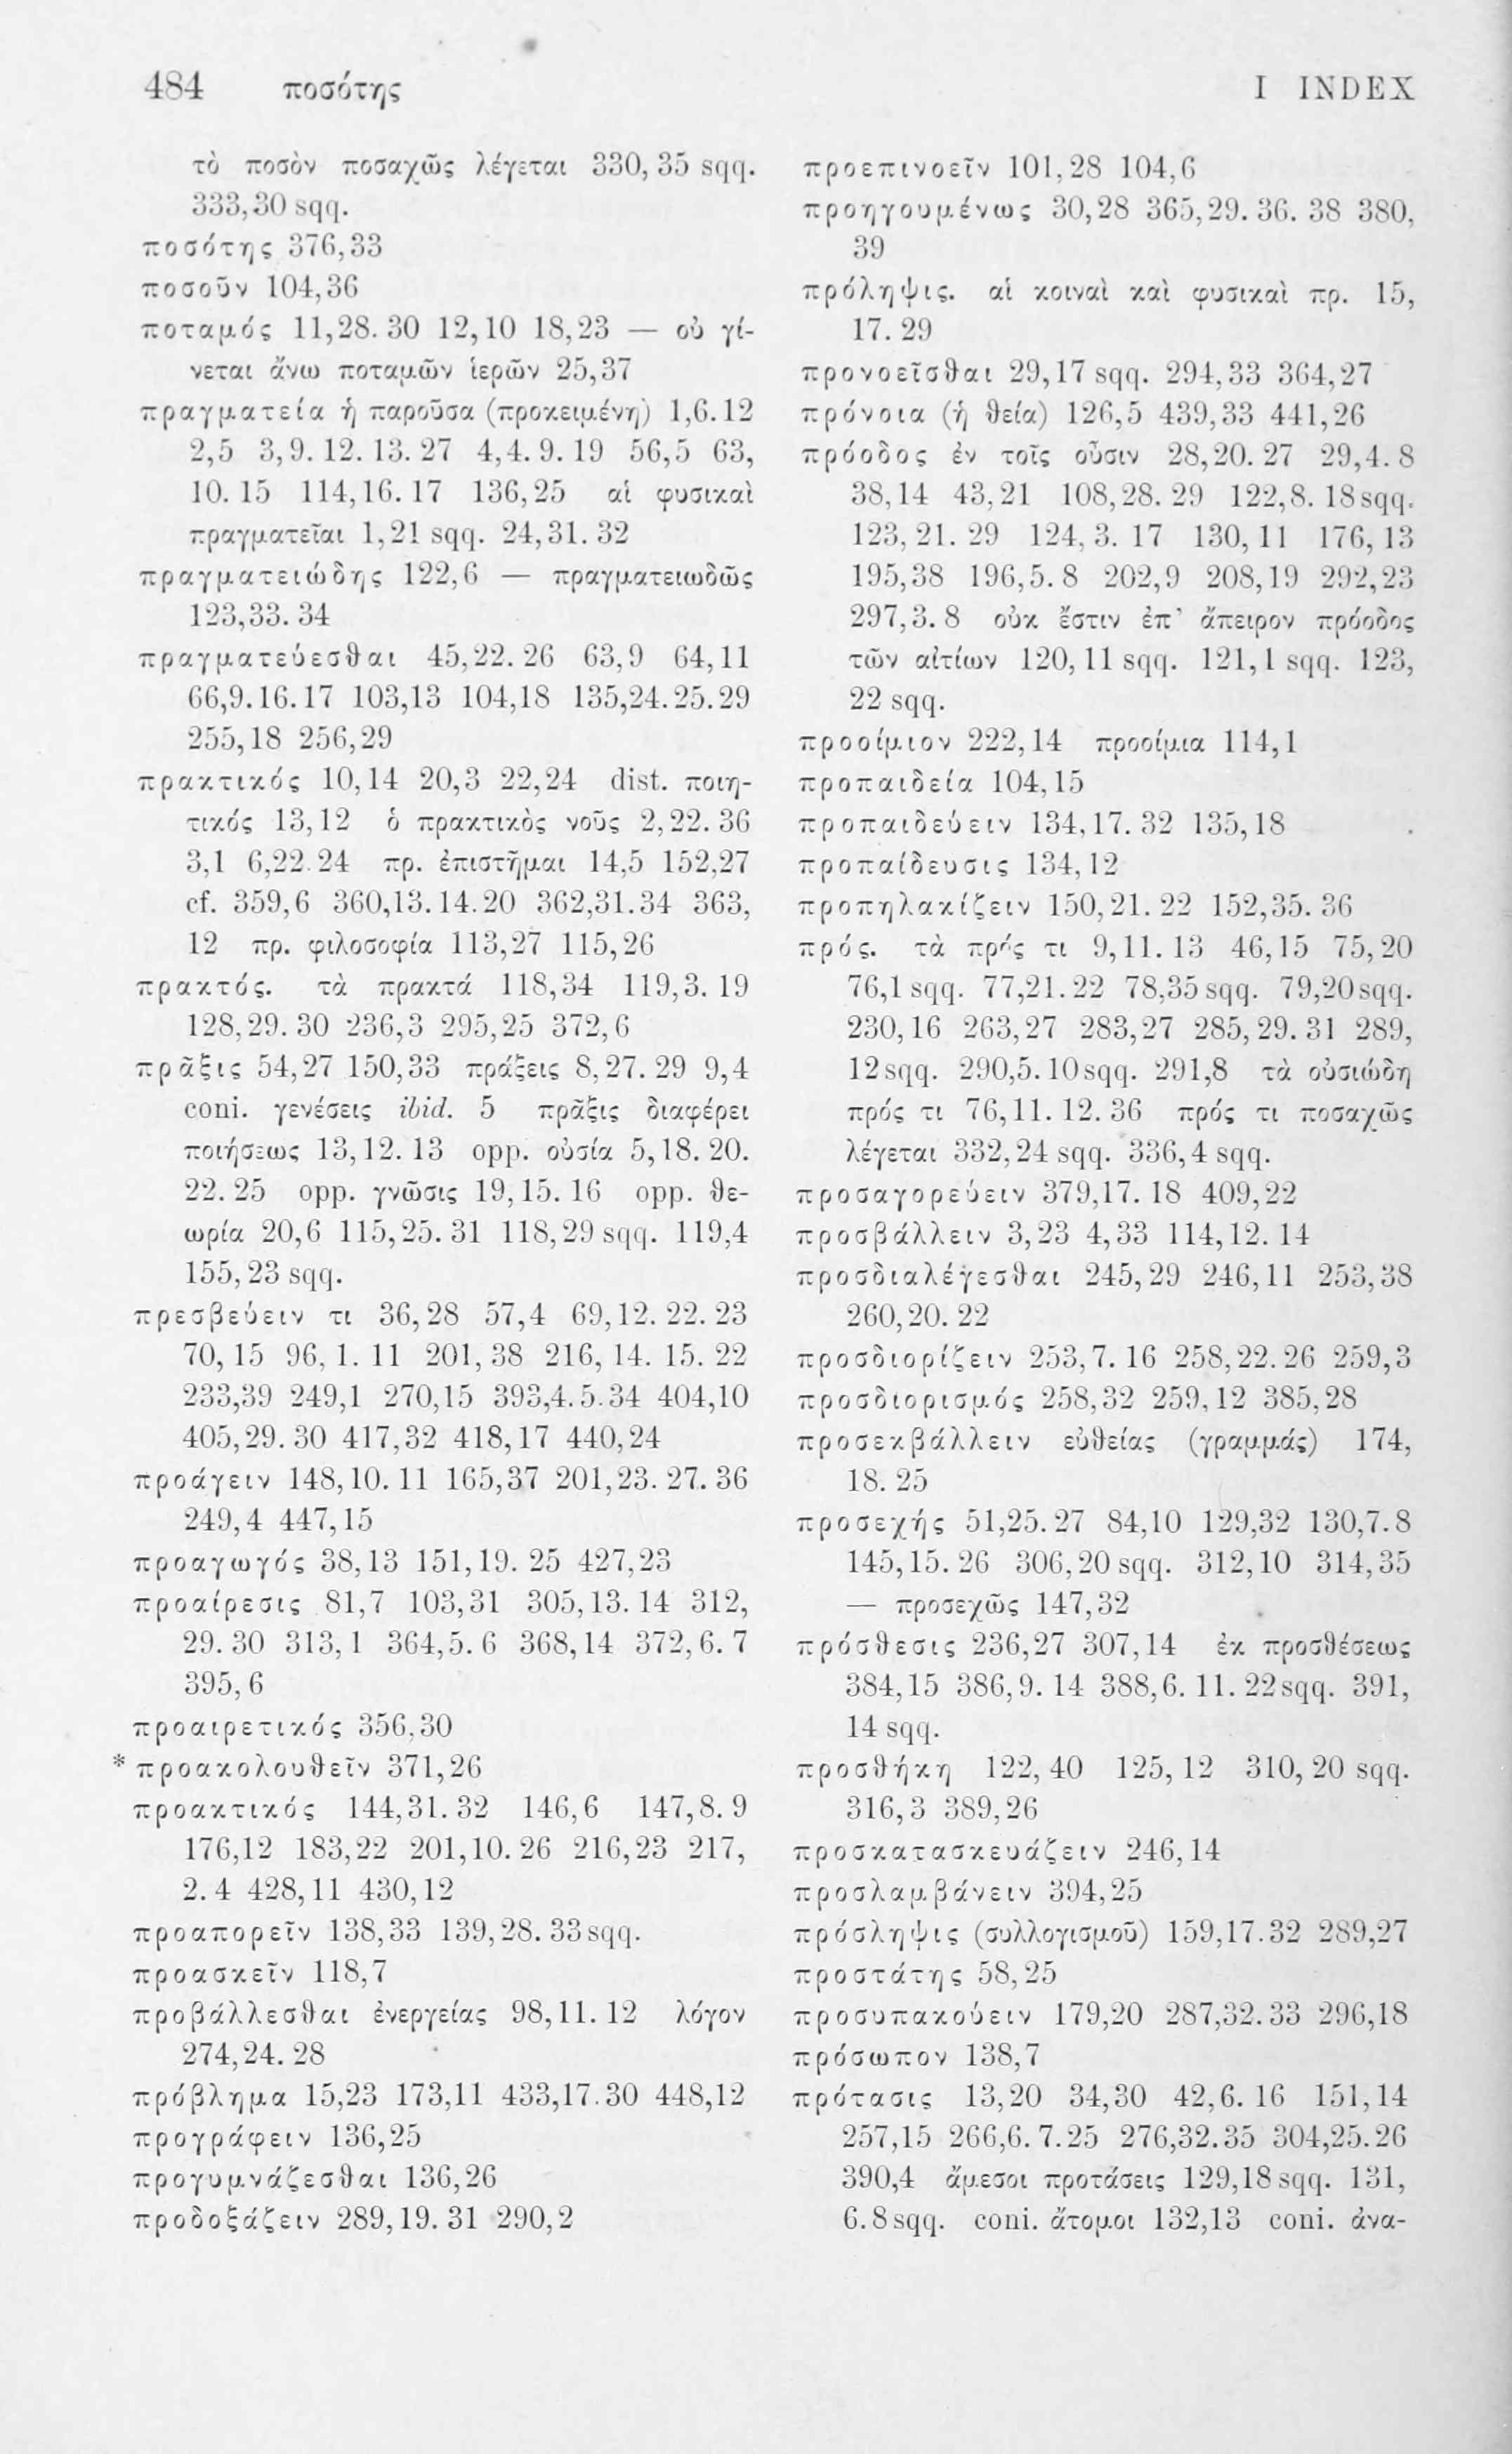 484 ποσότης
I INDEX
τὸ ποσὸν ποσαχῶς λέγεται 330,35 sqq.
333,30 sqq.
ποσότης 376,33
ποσοῦν 104,36
ποταμός 11,28. 30 12,10 18,23 — οὐ γί-
νεται ἄνω ποταμῶν ἱερῶν 25,37
πραγματεία ἡ παροῦσα (προκειμένη) 1,6. 12
2,5 3,9. 12. 13. 27 4,4. 9. 19 56,5 63,
10. 15 114,16. 17 136,25 αἱ φυσικαὶ
πραγματεῖαι 1,21 sqq. 24,31. 32
πραγματειώδης 122,6 — πραγματειωδῶς
123,33. 34
πραγματεύεσθαι 45,22. 26 63,9 64,11
66,9. 16. 17 103,13 104,18 135,24. 25. 29
255,18 256,29
πρακτικός 10,14 20,3 22,24 dist. ποιη-
τικός 13,12 ὁ πρακτικὸς νοῦς 2,22. 36
3,1 6,22. 24 πρ. ἐπιστῆμαι 14,5 152,27
cf. 359,6 360,13. 14. 20 362,31. 34 363,
12 πρ. φιλοσοφία 113,27 115,26
πρακτός. τὰ πρακτά 118,34 119,3. 19
128,29. 30 236,3 295,25 372,6
πρᾶξις 54,27 150,33 πράξεις 8,27. 29 9,4
coni. γενέσεις ibid. 5 πρᾶξις διαφέρει
ποιήσεως 13,12. 13 opp. οὐσία 5,18. 20.
22. 25 opp. γνῶσις 19,15. 16 opp. θε-
ωρία 20,6 115,25. 31 118,29 sqq. 119,4
155,23 sqq.
πρεσβεύειν τι 36,28 57,4 69,12. 22. 23
70,15 96,1. 11 201,38 216,14. 15. 22
233,39 249,1 270,15 393,4. 5. 34 404,10
405,29. 30 417,32 418,17 440,24
προάγειν 148,10. 11 165,37 201,23. 27. 36
249,4 447,15
προαγωγός 38,13 151,19. 25 427,23
προαίρεσις 81,7 103,31 305,13. 14 312,
29. 30 313,1 364,5. 6 368,14 372,6. 7
395,6
προαιρετικός 356,30
* προακολουθεῖν 371,26
προακτικός 144,31. 32 146,6 147,8. 9
176,12 183,22 201,10. 26 216,23 217,
2. 4 428,11 430,12
προαπορεῖν 138,33 139,28. 33 sqq.
προασκεῖν 118,7
προβάλλεσθαι ἐνεργείας 98,11. 12 λόγον
274,24. 28
πρόβλημα 15,23 173,11 433,17. 30 448,12
προγράφειν 136,25
προγυμνάζεσθαι 136,26
προδοξάζειν 289,19. 31 290,2
προεπινοεῖν 101,28 104,6
προηγουμένως 30,28 365,29. 36. 38 380,
39
πρόληψις. αἱ κοιναὶ καὶ φυσικαὶ πρ. 15,
17. 29
προνοεῖσθαι 29,17 sqq. 294,33 364,27
πρόνοια (ἡ θεία) 126,5 439,33 441,26
πρόοδος ἐν τοῖς οὖσιν 28,20. 27 29,4. 8
38,14 43,21 108,28. 29 122,8. 18 sqq.
123,21. 29 124,3. 17 130,11 176,13
195,38 196,5. 8 202,9 208,19 292,23
297,3. 8 οὐκ ἔστιν ἐπ' ἄπειρον πρόοδος
τῶν αἰτίων 120,11 sqq. 121,1 sqq. 123,
22 sqq.
προοίμιον 222,14 προοίμια 114,1
προπαιδεία 104,15
προπαιδεύειν 134,17. 32 135,18
προπαίδευσις 134,12
προπηλακίζειν 150,21. 22 152,35. 36
πρός. τὰ πρός τι 9,11. 13 46,15 75,20
76,1 sqq. 77,21. 22 78,35 sqq. 79,20 sqq.
230,16 263,27 283,27 285,29. 31 289,
12 sqq. 290,5. 10 sqq. 291,8 τὰ οὐσιώδη
πρός τι 76,11. 12. 36 πρός τι ποσαχῶς
λέγεται 332,24 sqq. 336,4 sqq.
προσαγορεύειν 379,17. 18 409,22
προσβάλλειν 3,23 4,33 114,12. 14
προσδιαλέγεσθαι 245,29 246,11 253,38
260,20. 22
προσδιορίζειν 253,7. 16 258,22. 26 259,3
προσδιορισμός 258,32 259,12 385,28
προσεκβάλλειν εὐθείας (γραμμάς) 174,
18. 25
προσεχής 51,25. 27 84,10 129,32 130,7. 8
145,15. 26 306,20 sqq. 312,10 314,35
— προσεχῶς 147,32
πρόσθεσις 236,27 307,14 ἐκ προσθέσεως
384,15 386,9. 14 388,6. 11. 22 sqq. 391,
14 sqq.
προσθήκη 122,40 125,12 310,20 sqq.
316,3 389,26
προσκατασκευάζειν 246,14
προσλαμβάνειν 394,25
πρόσληψις (συλλογισμοῦ) 159,17. 32 289,27
προστάτης 58,25
προσυπακούειν 179,20 287,32. 33 296,18
πρόσωπον 138,7
πρότασις 13,20 34,30 42,6. 16 151,14
257,15 266,6. 7. 25 276,32. 35 304,25. 26
390,4 ἄμεσοι προτάσεις 129,18 sqq. 131,
6. 8 sqq. coni. ἄτομοι 132,13 coni. ἀνα-